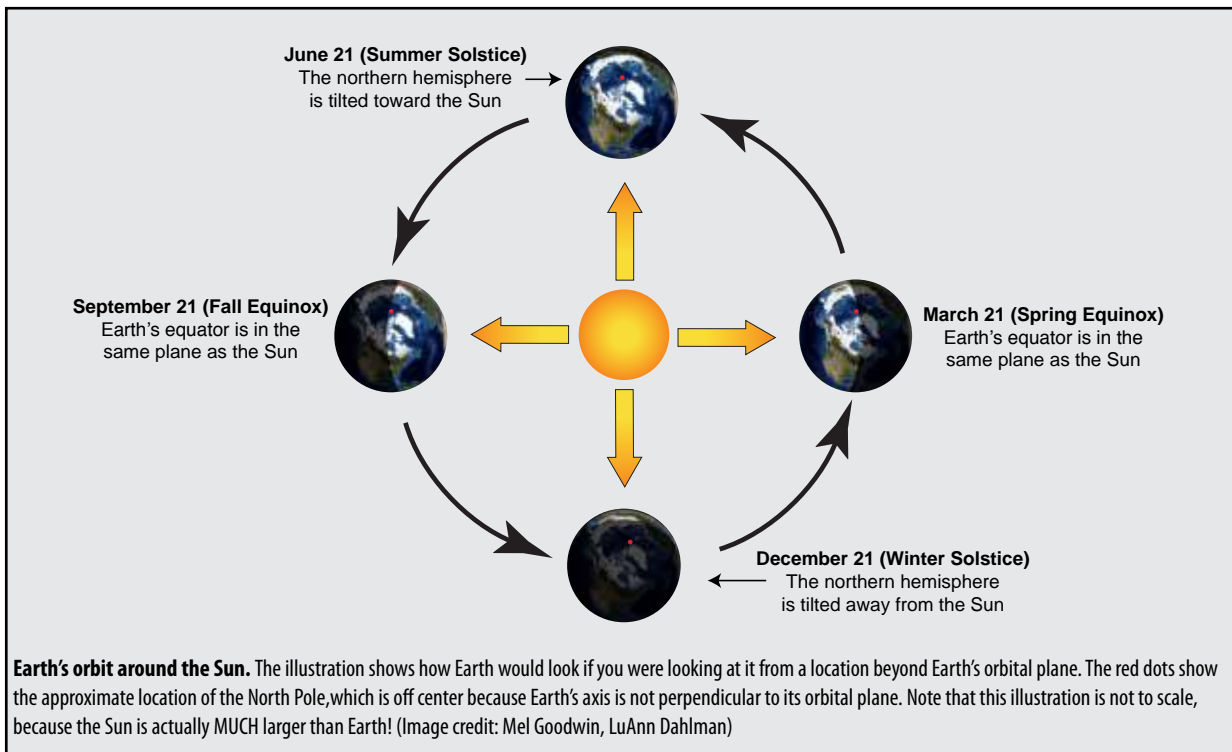 June 21 (Summer Solstice)
The northern hemisphere
is tilted toward the Sun
September 21 (Fall Equinox)
Earth's equator is in the
same plane as the Sun
March 21 (Spring Equinox)
Earth's equator is in the
same plane as the Sun
December 21 (Winter Solstice)
The northern hemisphere
is tilted away from the Sun
Earth's orbit around the Sun. The illustration shows how Earth would look if you were looking at it from a location beyond Earth's orbital plane. The red dots show
the approximate location of the North Pole,which is off center because Earth's axis is not perpendicular to its orbital plane. Note that this illustration is not to scale,
because the Sun is actually MUCH larger than Earth! (Image credit: Mel Goodwin, LuAnn Dahlman)